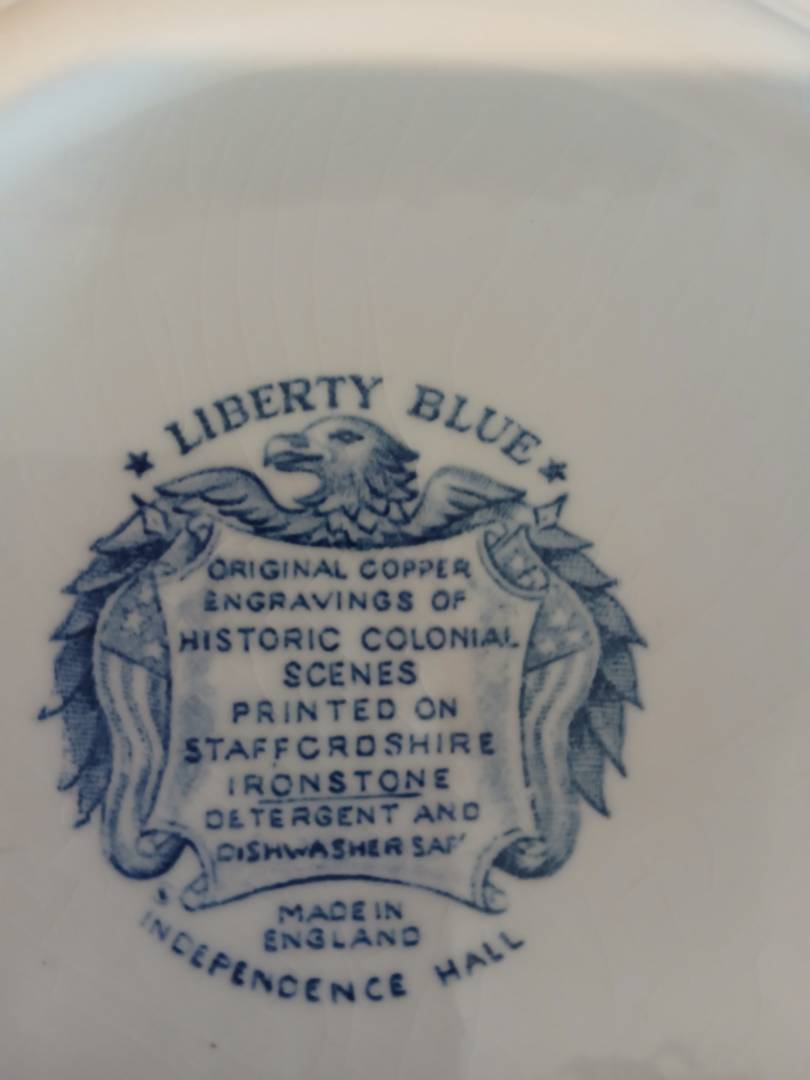 LIBERTY BLUE
ORIGINAL COPPER
ENGRAVINGS OF
HISTORIC COLONIAL
SCENES
PRINTED ON
STAFFORDSHIRE
IRONSTONE
DETERGENT AND
DISHWASHER SAF
MADE IN
ENGLAND
INDEPENDENCE HALL